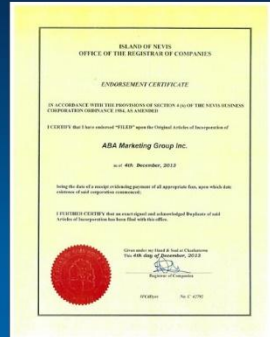 ISLAND OF NEVIS
OFFICE OF THE REGISTRAR OF COMPANIES
ENDORSEMENT CERTIFICATE
IN ACCORDANCE WITH THE PROVISIONS OF SECTION 4 (6) OF THE NEVIS BUSINESS
CORPORATION ORDINANCE 1984, AS AMENDED
I CERTIFY that I have endorsed "FILED" upon the Original Articles of Incorporation of
ABA Marketing Group Inc.
as of 4th December, 2013
being the date of a receipt evidencing payment of all appropriate fees, upon which date
existence of said corporation commenced;
I FURTHER CERTIFY that an exact signed and acknowledged Duplicate of said
Articles of Incorporation has been filed with this office.
Given under my Hand & Seal at Charlestown
This 4th day of December, 2013
Registrar of Companies
No C